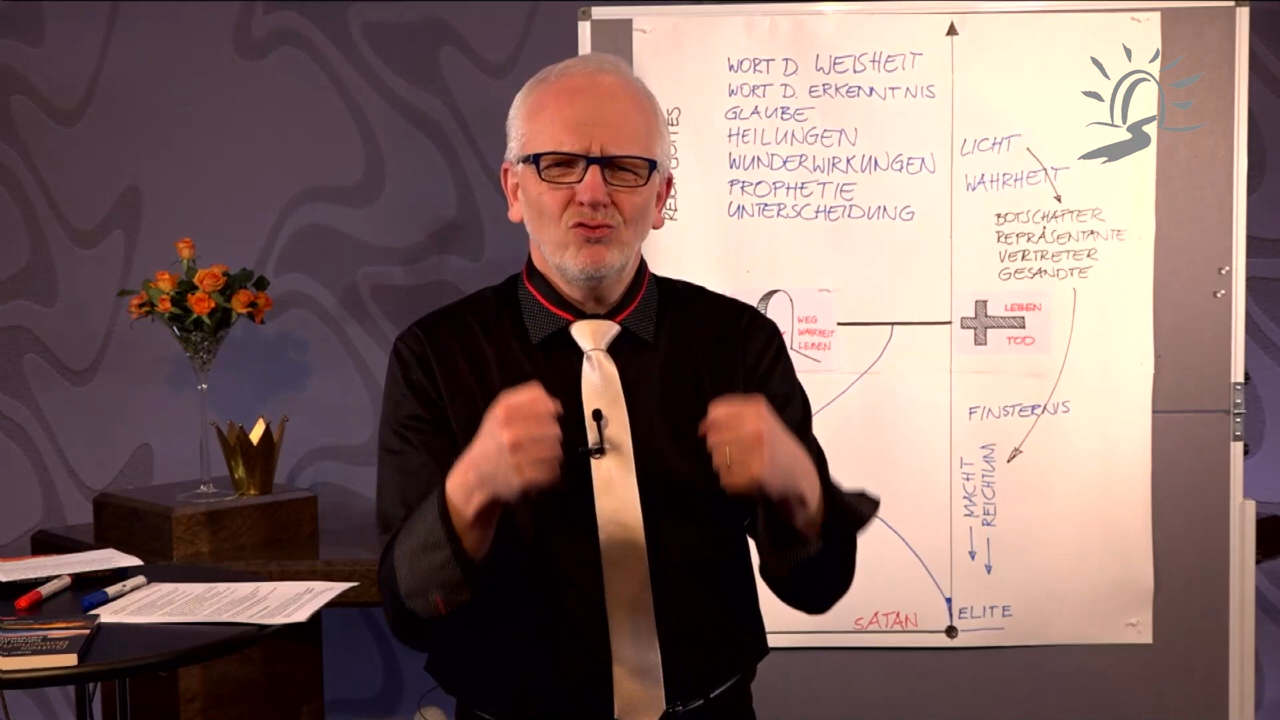 WORT D. WEISHEIT
WORT D. ERKENNTNIS
GLAUBE
HEILUNGEN
WUNDERWIRKUNGEN
PROPHETIE
UNTERSCHEIDUNG
LICHT
WAHRHEIT
BOTSCHAFTER
REPRÄSENTANTE
VERTRETER
GESANDTE
WEG
WAHRHEIT
LEBEN
LEBEN
TOD
FINSTERNIS
MACHT
REICHTUM
SATAN
ELITE